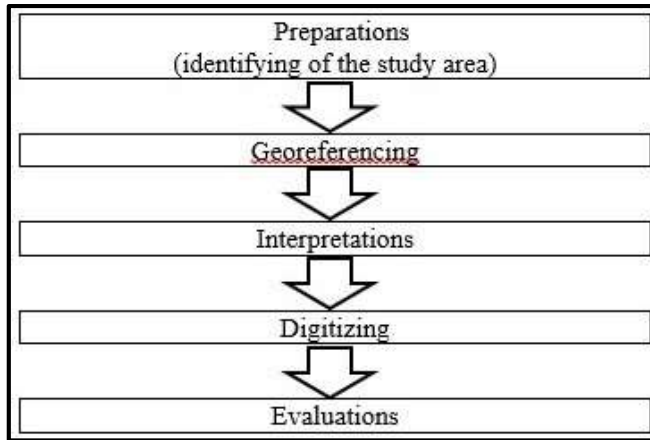 Preparations
(identifying of the study area)
Georeferencing
Interpretations
Digitizing
Evaluations